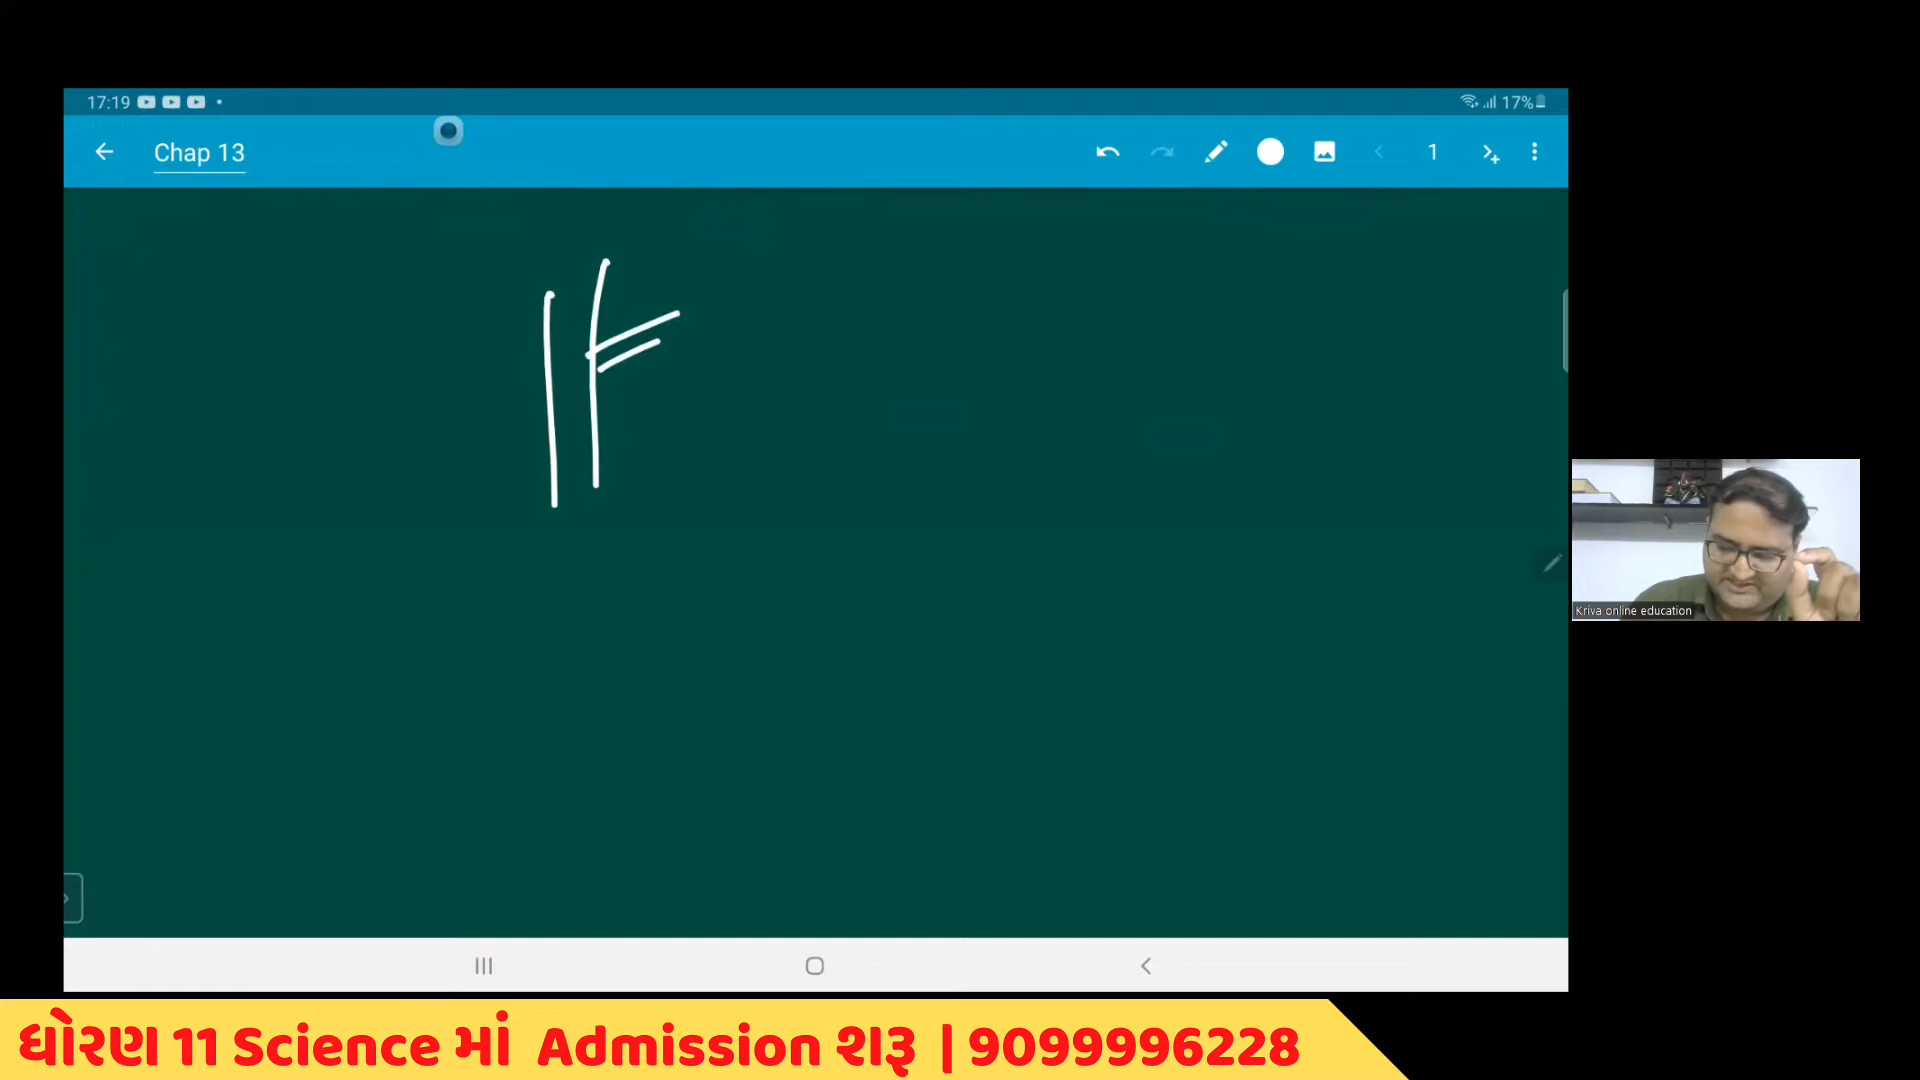 17:19
17%
Chap 13
1
Kriva online education
ધોરણ 11 Science માં Admission શરૂ | 9099996228